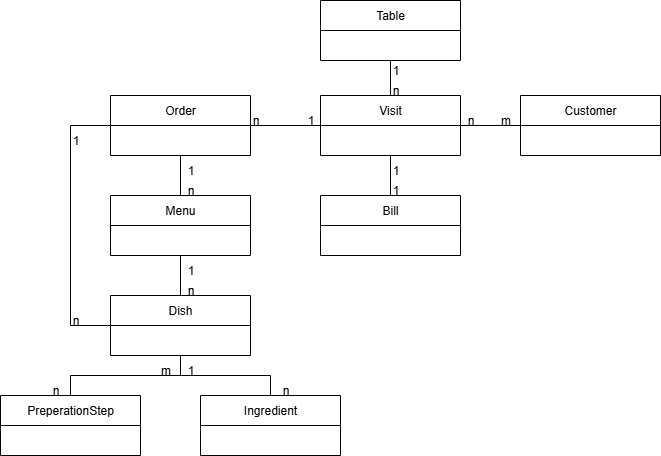 Table
1
n
Order
n
1
Visit
n
m
Customer
1
1
n
1
1
Menu
Bill
1
n
Dish
n
m
1
n
n
PreperationStep
Ingredient